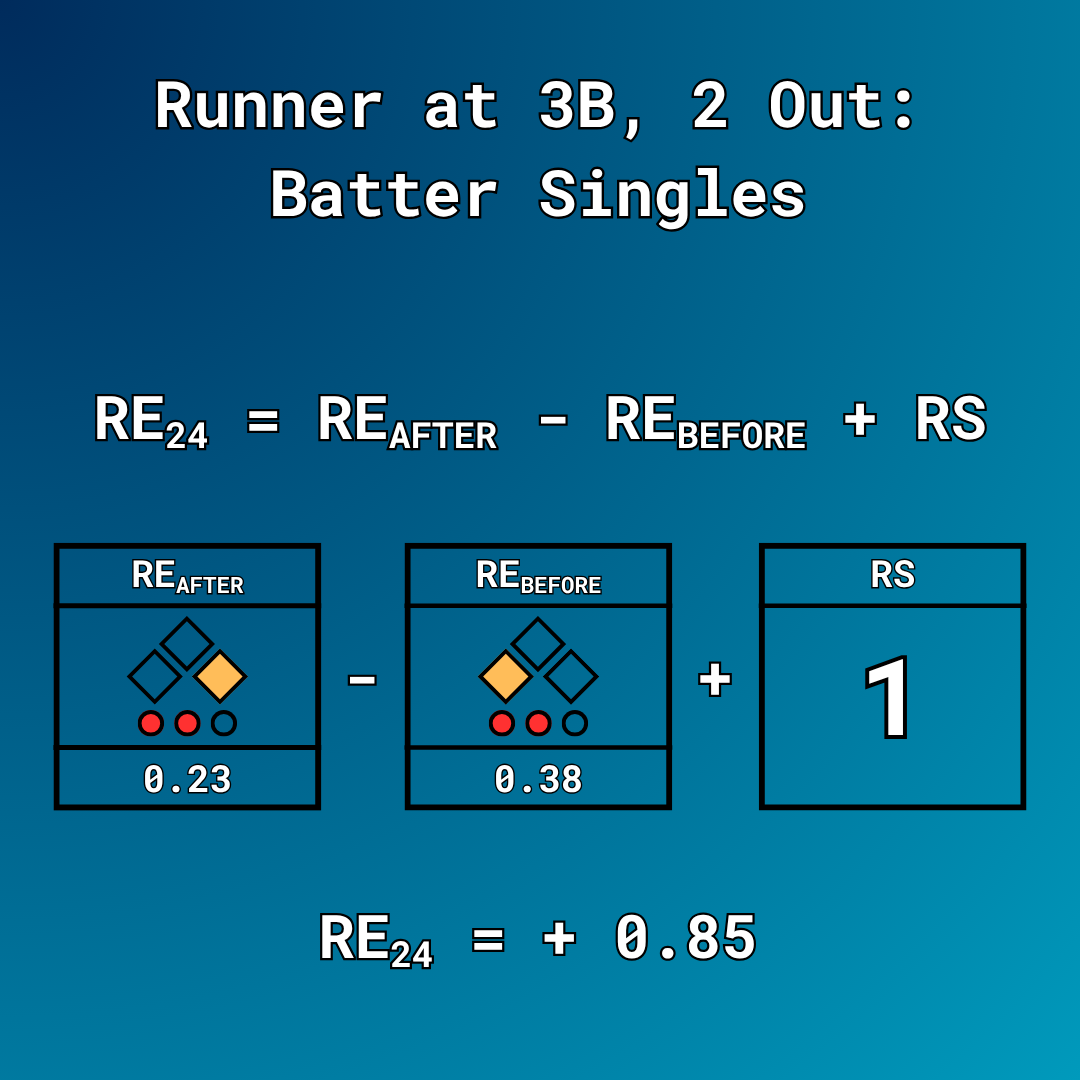 Runner at 3B, 2 Out:
Batter Singles
RE24 = REAFTER - REBEFORE + RS
REAFTER
REBEFORE
RS
- + 1
0.23
0.38
RE24 = + 0.85